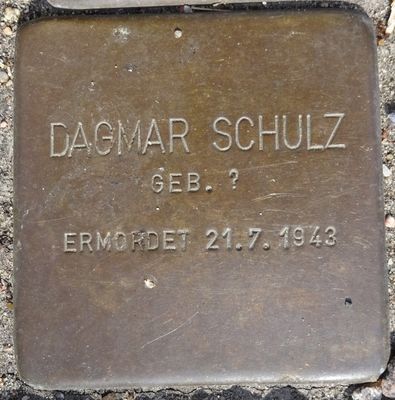 DAGMAR SCHULZ
GEB. ?
ERMORDET 21.7.1943